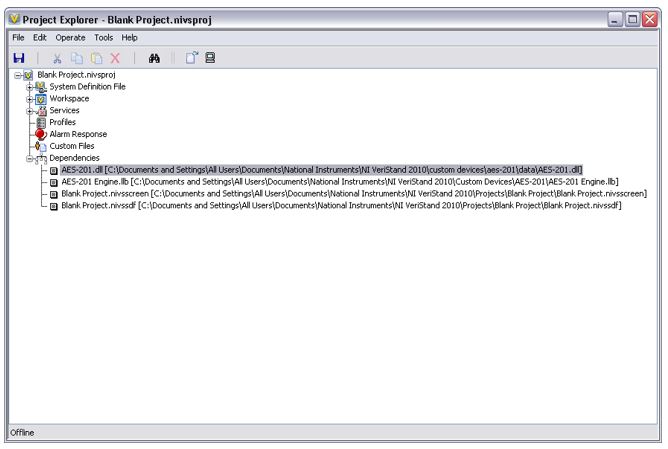 Project Explorer - Blank Project.nivsproj
File Edit Operate Tools Help
Blank Project.nivsproj
System Definition File
Workspace
Services
Profiles
Alarm Response
Custom Files
Dependencies
AES-201.dll [C:\Documents and Settings\All Users\Documents\National Instruments\NI VeriStand 2010\custom devices\aes-201\data\AES-201.dll]
AES-201 Engine.llb [C:\Documents and Settings\All Users\Documents\National Instruments\NI VeriStand 2010\Custom Devices\AES-201\AES-201 Engine.llb]
Blank Project.nivsscreen [C:\Documents and Settings\All Users\Documents\National Instruments\NI VeriStand 2010\Projects\Blank Project\Blank Project.nivsscreen]
Blank Project.nivssdf [C:\Documents and Settings\All Users\Documents\National Instruments\NI VeriStand 2010\Projects\Blank Project\Blank Project.nivssdf]
Offline